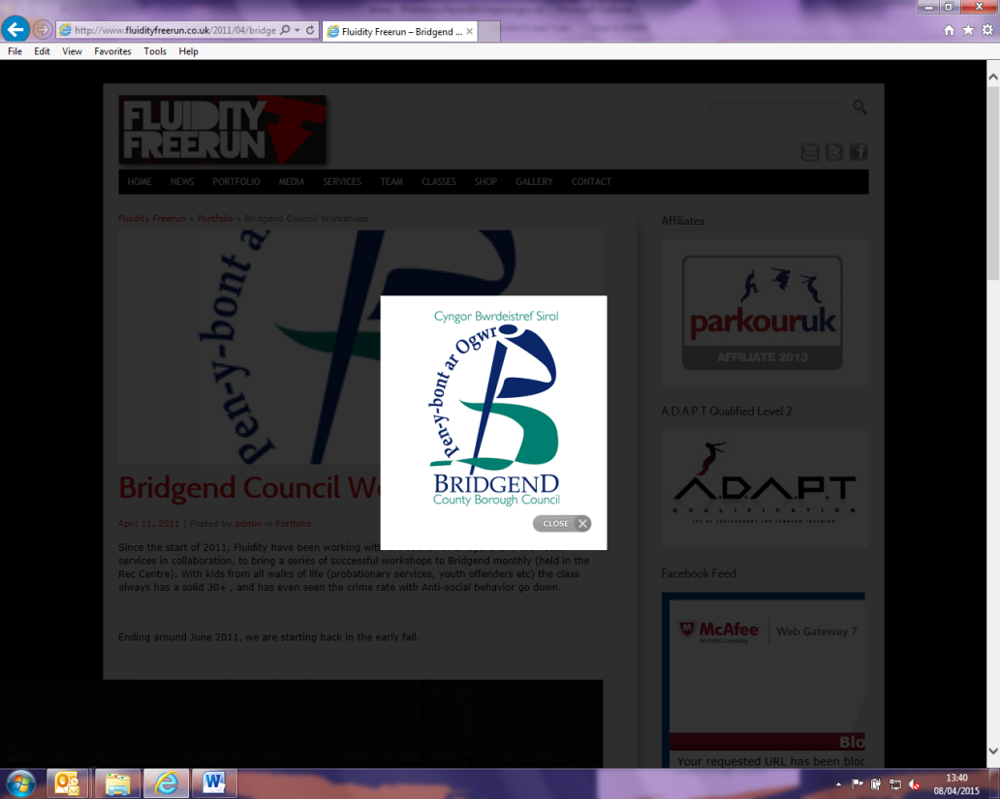 http://www.fluidityfreerun.co.uk/2011/04/bridge
Fluidity Freerun – Bridgend ...
File Edit View Favorites Tools Help
FLUIDITY
FREERUN
HOME NEWS PORTFOLIO MEDIA SERVICES TEAM CLASSES SHOP GALLERY CONTACT
Fluidity Freerun » Portfolio » Bridgend Council Workshops
Pen-y-bont ar
Cyngor Bwrdeistref Sirol
Pen-y-bont ar Ogwr
BRIDGEND
County Borough Council
CLOSE
Bridgend Council Wo
April 11, 2011 | Posted by admin in Portfolio
Since the start of 2011, Fluidity have been working with
services in collaboration, to bring a series of successful workshops to Bridgend monthly (held in the
Rec Centre). With kids from all walks of life (probationary services, youth offenders etc) the class
always has a solid 30+ , and has even seen the crime rate with Anti-social behavior go down.
Ending around June 2011, we are starting back in the early fall.
Affiliates
parkouruk
AFFILIATE 2013
A.D.A.P.T Qualified Level 2
A.D.A.P.T
QUALIFICATION
Facebook Feed
McAfee
An Intel Company
Web Gateway 7
Blo
Your requested URL has been bloc
13:40
08/04/2015